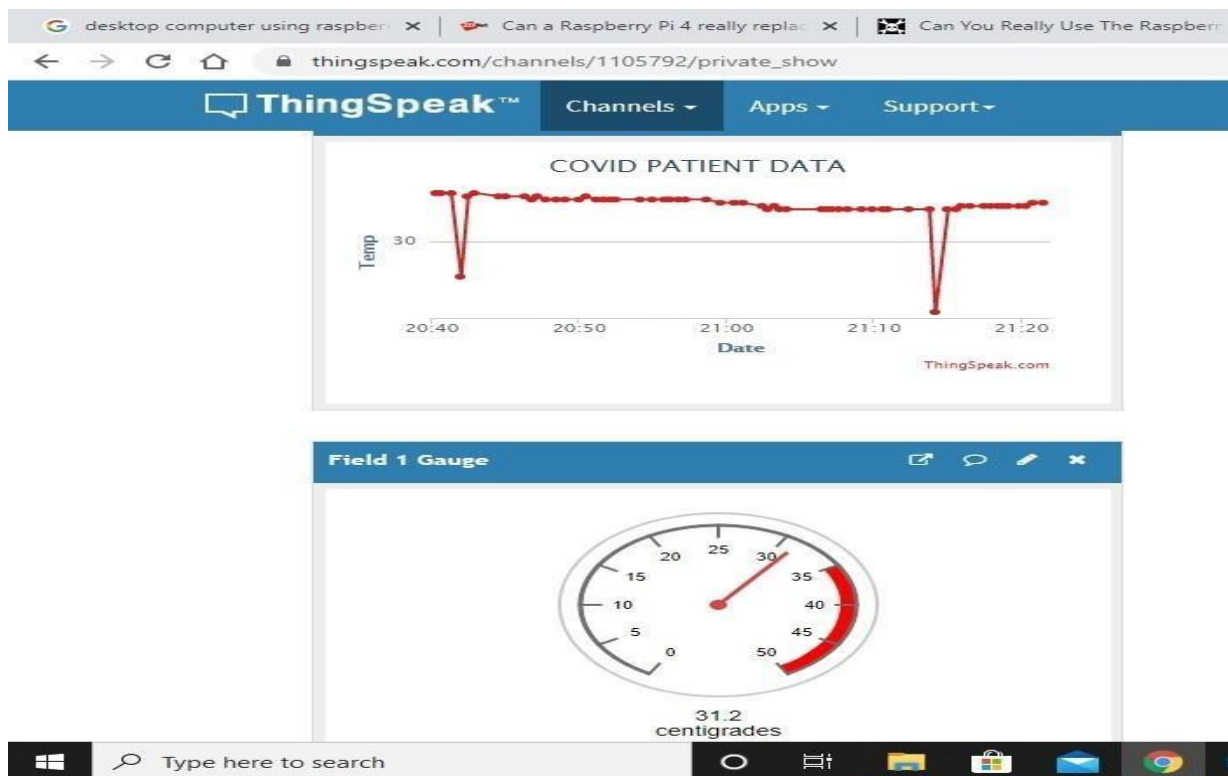 desktop computer using raspber
Can a Raspberry Pi 4 really repla
Can You Really Use The Raspberr
thingspeak.com/channels/1105792/private_show
ThingSpeak™ Channels Apps Support
COVID PATIENT DATA
Temp
30
20:40 20:50 21:00 21:10 21:20
Date
ThingSpeak.com
Field 1 Gauge
0 5 10 15 20 25 30 35 40 45 50
31.2
centigrades
Type here to search